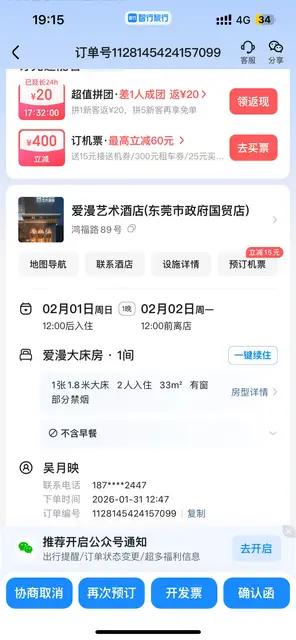 19:15
智行旅行
4G
34
订单号1128145424157099
客服
分享
已延长24h
¥20
17:32:00
超值拼团·差1人成团 返¥20
拼1新客返¥20，拼5新客再享免单
领返现
¥400
立减
订机票·最高立减60元
送15元接送机券/300元租车券/25元买...
去买票
爱漫艺术酒店(东莞市政府国贸店)
鸿福路89号
立减15元
地图导航
联系酒店
设施详情
预订机票
02月01日周日
1晚
02月02日周一
12:00后入住
12:00前离店
爱漫大床房·1间
一键续住
1张1.8米大床 2人入住 33m² 有窗
部分禁烟
房型详情
不含早餐
吴月映
联系电话 187****2447
下单时间 2026-01-31 12:47
订单编号 1128145424157099 | 复制
推荐开启公众号通知
出行提醒/订单状态变更/超多福利信息
去开启
协商取消
再次预订
开发票
确认函